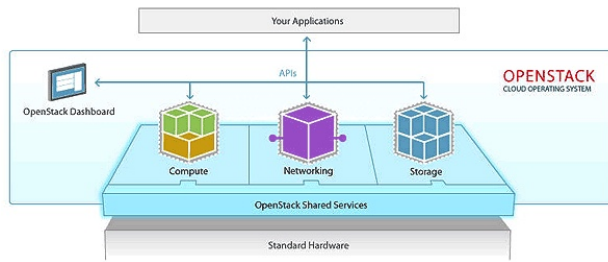 Your Applications
APIs
OPENSTACK
CLOUD OPERATING SYSTEM
OpenStack Dashboard
Compute
Networking
Storage
OpenStack Shared Services
Standard Hardware